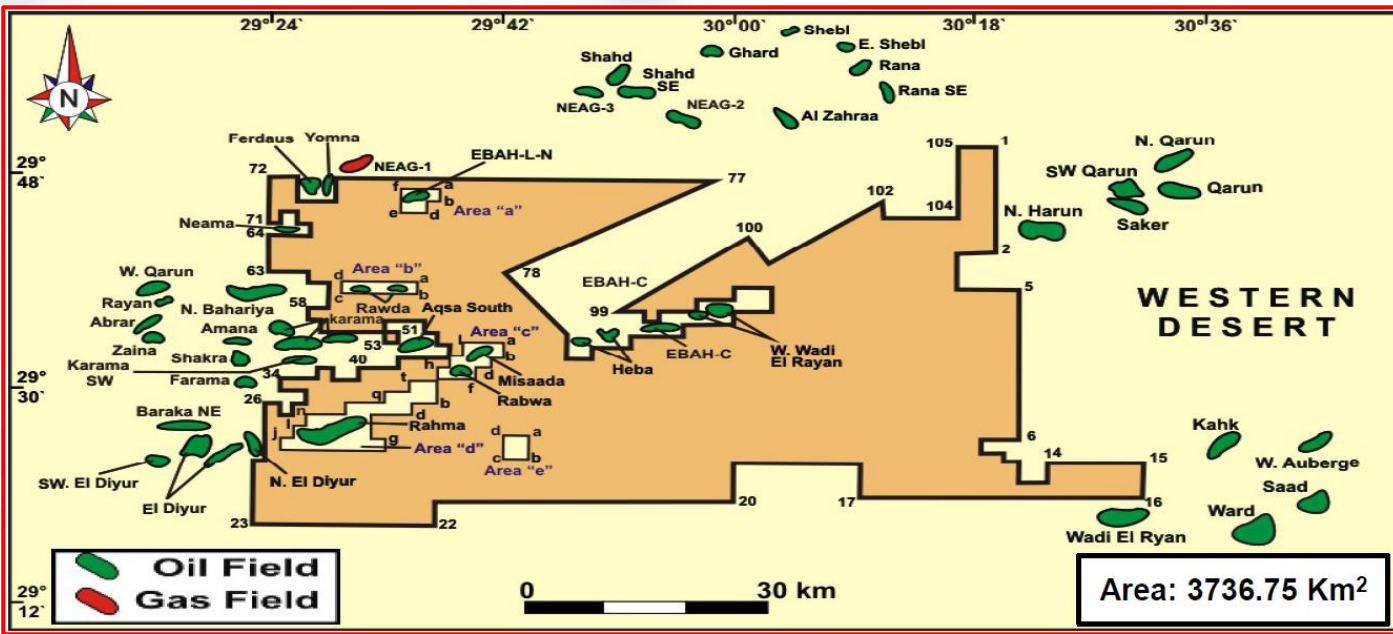 29° 24` 29° 42` 30° 00` 30° 18` 30° 36`
Shebl
E. Shebl
Ghard
Shahd
Rana
Shahd
SE
Rana SE
NEAG-3
NEAG-2
Al Zahraa
N
Ferdaus Yomna
EBAH-L-N
NEAG-1
29°
48`
72
77
105
1
N. Qarun
SW Qarun
Qarun
Saker
N. Harun
102
104
f
a
b
e
d
Area "a"
71
Neama
64
100
2
63
78
5
Area "b"
d
a
c
b
Rawda
EBAH-C
W. Qarun
Rayan
N. Bahariya
58
Aqsa South
99
WESTERN
DESERT
Abrar
Amana
karama
51
Area "c"
Zaina
53
l
a
b
Shakra
40
h
d
EBAH-C
W. Wadi
El Rayan
Heba
Karama
SW
34
Farama
f
Misaada
Rabwa
29°
30`
26
t
q
b
n
l
d
Baraka NE
Rahma
j
g
d
a
c
b
Area "d"
Area "e"
6
14
15
Kahk
W. Auberge
SW. El Diyur
El Diyur
N. El Diyur
Saad
Ward
23
22
20
17
16
Wadi El Ryan
Oil Field
Gas Field
29°
12`
0 30 km
Area: 3736.75 Km²